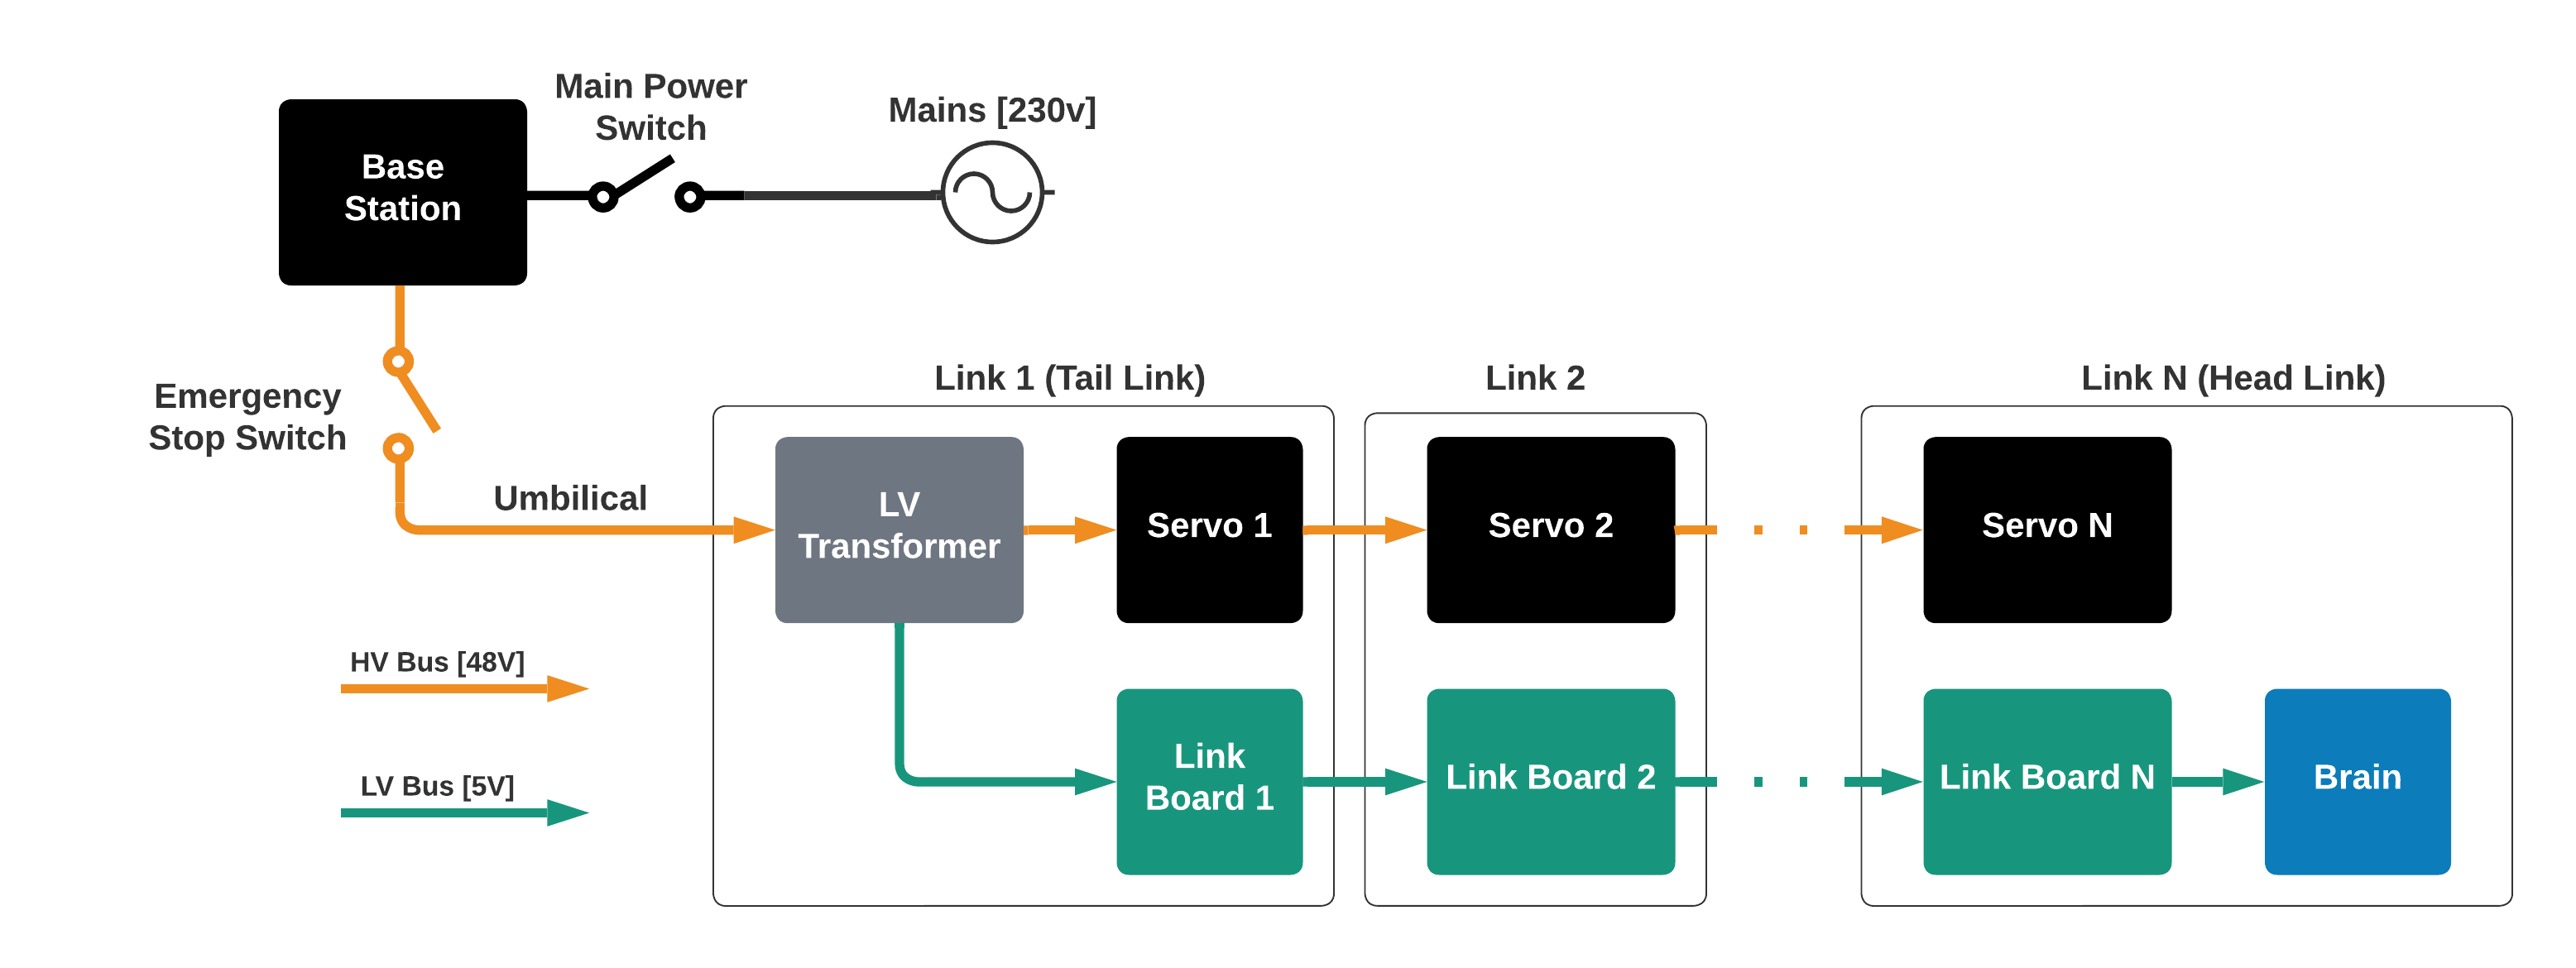 Main Power
Switch
Mains [230v]
Base
Station
Emergency
Stop Switch
Umbilical
Link 1 (Tail Link)
Link 2
Link N (Head Link)
LV
Transformer
Servo 1
Servo 2
Servo N
HV Bus [48V]
LV Bus [5V]
Link
Board 1
Link Board 2
Link Board N
Brain